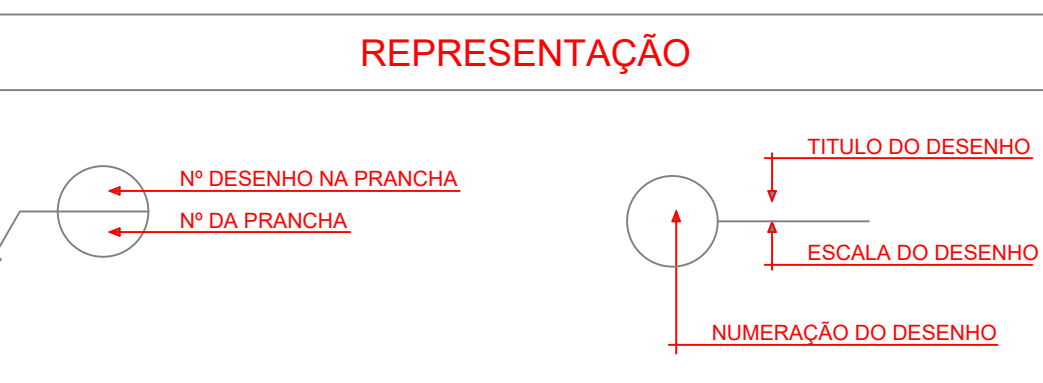 REPRESENTAÇÃO
Nº DESENHO NA PRANCHA
Nº DA PRANCHA
TITULO DO DESENHO
ESCALA DO DESENHO
NUMERAÇÃO DO DESENHO